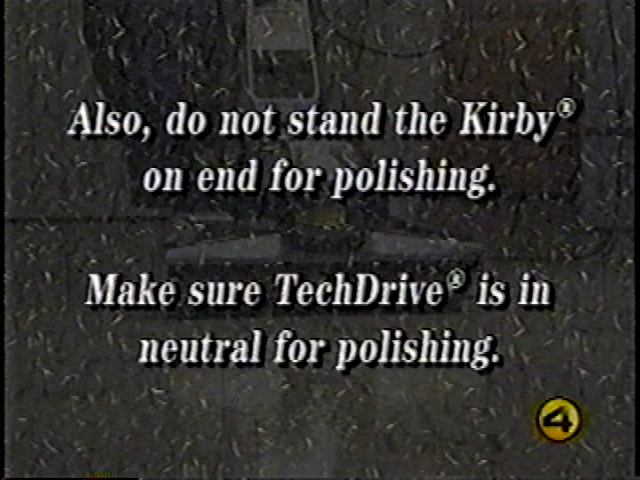 Also, do not stand the Kirby®
on end for polishing.
Make sure TechDrive® is in
neutral for polishing.
4